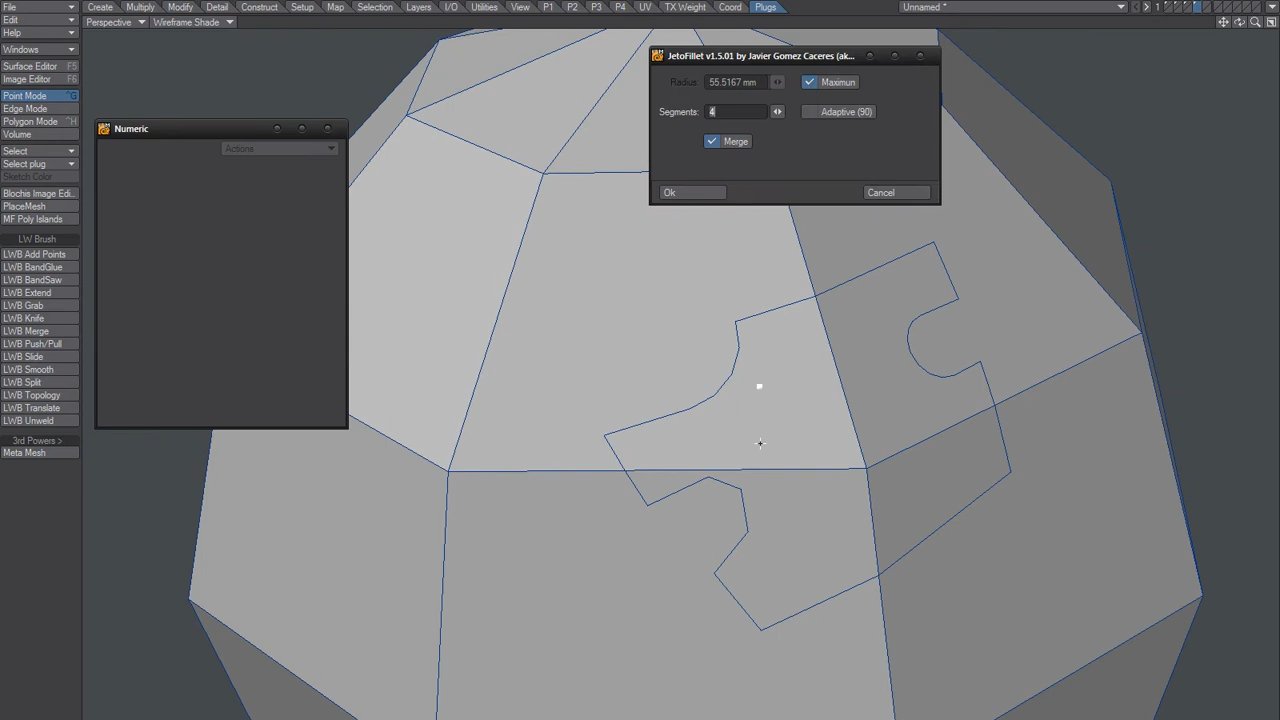 File Create Multiply Modify Detail Construct Setup Map Selection Layers I/O Utilities View P1 P2 P3 P4 UV TX Weight Coord Plugs Unnamed * 1
Edit Perspective Wireframe Shade
Help
Windows
Surface Editor F5
Image Editor F6
Point Mode ^G
Edge Mode
Polygon Mode ^H
Volume
Select
Select plug
Sketch Color
Blochis Image Edi..
PlaceMesh
MF Poly Islands
LW Brush
LWB Add Points
LWB BandGlue
LWB BandSaw
LWB Extend
LWB Grab
LWB Knife
LWB Merge
LWB Push/Pull
LWB Slide
LWB Smooth
LWB Split
LWB Topology
LWB Translate
LWB Unweld
3rd Powers >
Meta Mesh
Numeric
Actions
JetoFillet v1.5.01 by Javier Gomez Caceres (ak...
Radius: 55.5167 mm Maximun
Segments: 4 Adaptive (90)
Merge
Ok Cancel